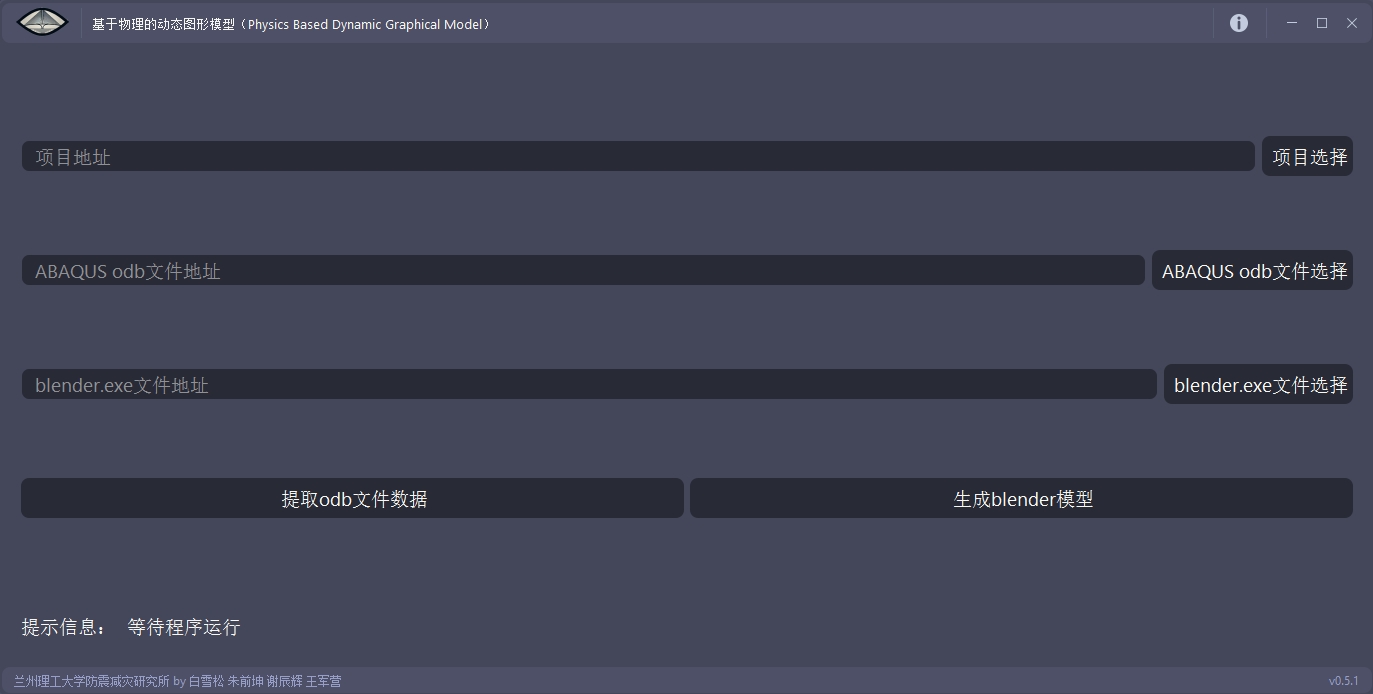 基于物理的动态图形模型（Physics Based Dynamic Graphical Model）
项目地址 项目选择
ABAQUS odb文件地址 ABAQUS odb文件选择
blender.exe文件地址 blender.exe文件选择
提取odb文件数据 生成blender模型
提示信息： 等待程序运行
兰州理工大学防震减灾研究所 by 白雪松 朱前坤 谢辰辉 王军营 v0.5.1